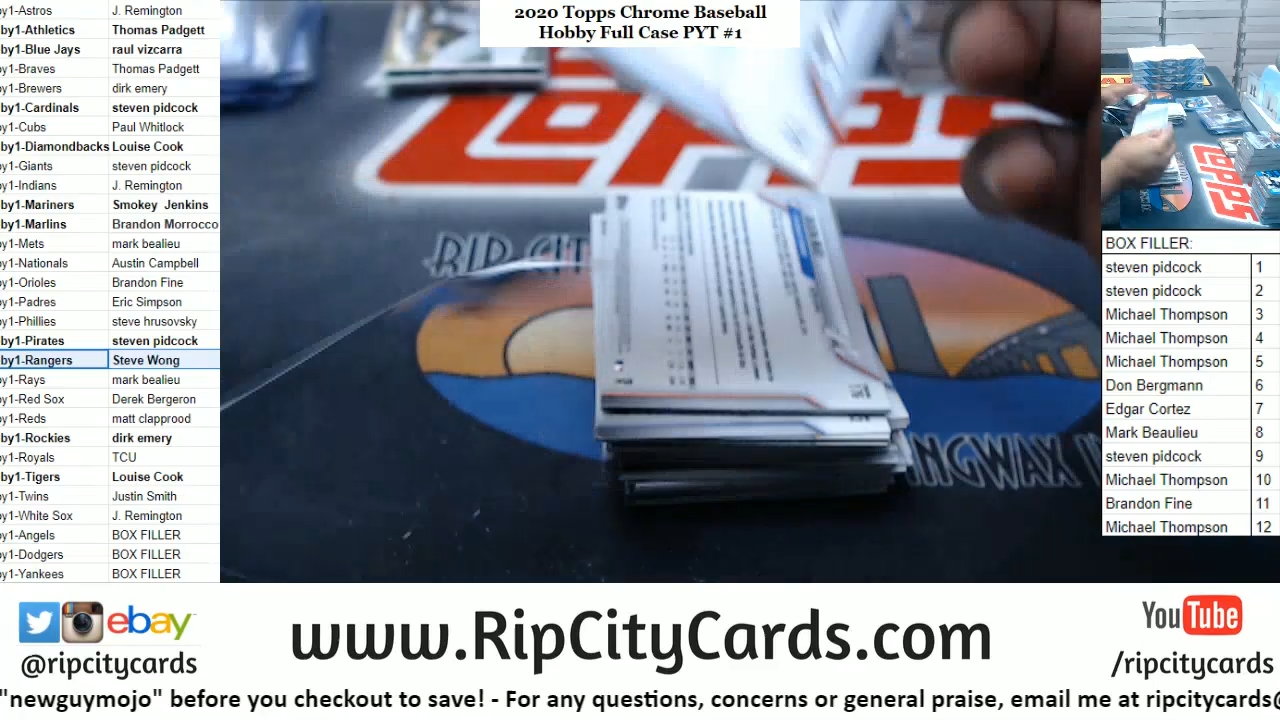 2020 Topps Chrome Baseball
Hobby Full Case PYT #1
by1-Astros J. Remington
by1-Athletics Thomas Padgett
by1-Blue Jays raul vizcarra
by1-Braves Thomas Padgett
by1-Brewers dirk emery
by1-Cardinals steven pidcock
by1-Cubs Paul Whitlock
by1-Diamondbacks Louise Cook
by1-Giants steven pidcock
by1-Indians J. Remington
by1-Mariners Smokey Jenkins
by1-Marlins Brandon Morrocco
by1-Mets mark bealieu
by1-Nationals Austin Campbell
by1-Orioles Brandon Fine
by1-Padres Eric Simpson
by1-Phillies steve hrusovsky
by1-Pirates steven pidcock
by1-Rangers Steve Wong
by1-Rays mark bealieu
by1-Red Sox Derek Bergeron
by1-Reds matt clapprood
by1-Rockies dirk emery
by1-Royals TCU
by1-Tigers Louise Cook
by1-Twins Justin Smith
by1-White Sox J. Remington
by1-Angels BOX FILLER
by1-Dodgers BOX FILLER
by1-Yankees BOX FILLER
topps
RIP CIT
INGWAX
topps
BOX FILLER:
steven pidcock 1
steven pidcock 2
Michael Thompson 3
Michael Thompson 4
Michael Thompson 5
Don Bergmann 6
Edgar Cortez 7
Mark Beaulieu 8
steven pidcock 9
Michael Thompson 10
Brandon Fine 11
Michael Thompson 12
ebay
@ripcitycards
www.RipCityCards.com
YouTube
/ripcitycards
"newguymojo" before you checkout to save! - For any questions, concerns or general praise, email me at ripcitycards@